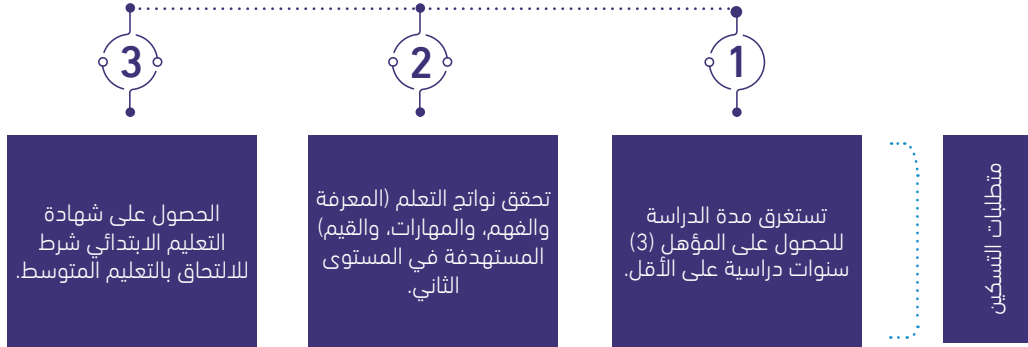 متطلبات التسكين
1
تستغرق مدة الدراسة
للحصول على المؤهل (3)
سنوات دراسية على الأقل.
2
تحقق نواتج التعلم (المعرفة
والفهم، والمهارات، والقيم)
المستهدفة في المستوى
الثاني.
3
الحصول على شهادة
التعليم الابتدائي شرط
للالتحاق بالتعليم المتوسط.